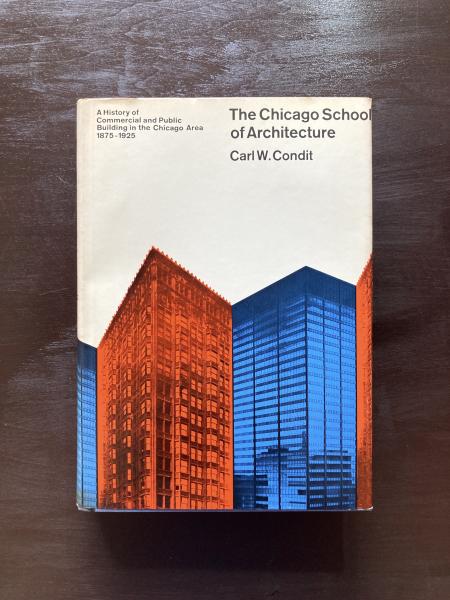 A History of
Commercial and Public
Building in the Chicago Area
1875-1925
The Chicago School
of Architecture
Carl W. Condit